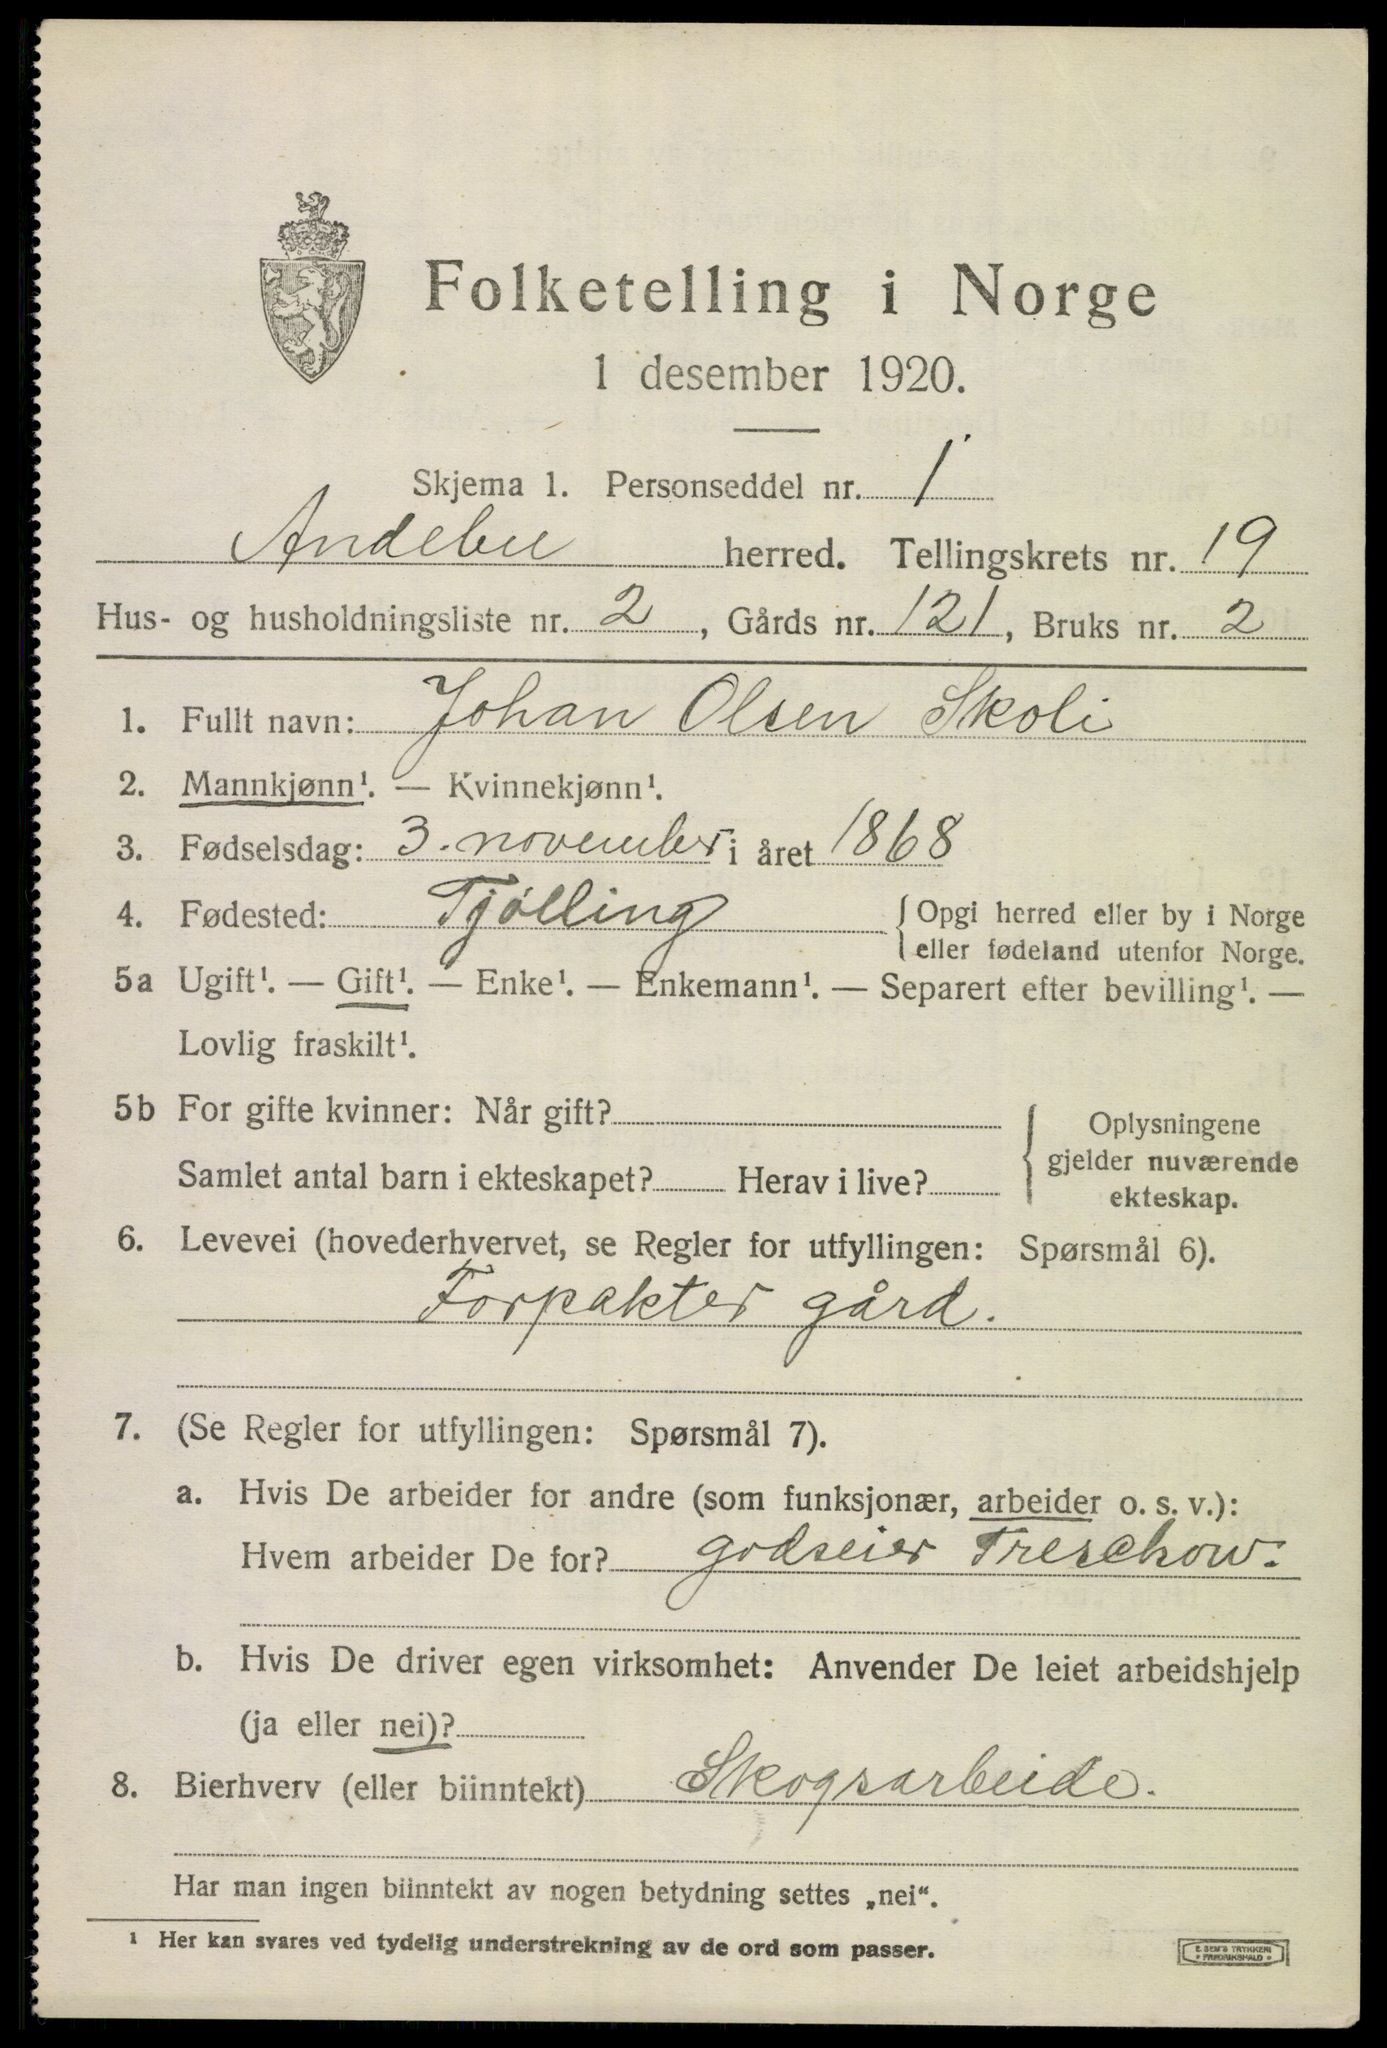 Folketelling i Norge
1 desember 1920.
Skjema 1. Personseddel nr. 1
Andebu herred. Tellingskrets nr. 19
Hus- og husholdningsliste nr. 2, Gårds nr. 121, Bruks nr. 2
1. Fullt navn: Johan Olsen Skoli
2. Mannkjønn¹. — Kvinnekjønn¹.
3. Fødselsdag: 3. november i året 1868
4. Fødested: Tjølling { Opgi herred eller by i Norge
eller fødeland utenfor Norge.
5a Ugift¹. — Gift¹. — Enke¹. — Enkemann¹. — Separert efter bevilling¹. —
Lovlig fraskilt¹.
5b For gifte kvinner: Når gift?
Samlet antal barn i ekteskapet? Herav i live?
{ Oplysningene
gjelder nuværende
ekteskap.
6. Levevei (hovederhvervet, se Regler for utfyllingen: Spørsmål 6).
Forpakter gård.
7. (Se Regler for utfyllingen: Spørsmål 7).
a. Hvis De arbeider for andre (som funksjonær, arbeider o. s. v.):
Hvem arbeider De for? godseier Treschow.
b. Hvis De driver egen virksomhet: Anvender De leiet arbeidshjelp
(ja eller nei)?
8. Bierhverv (eller biinntekt) Skogsarbeide.
Har man ingen biinntekt av nogen betydning settes „nei“.
¹ Her kan svares ved tydelig understrekning av de ord som passer.
E. SEM'S TRYKKERI
• FREDRIKSHALD •